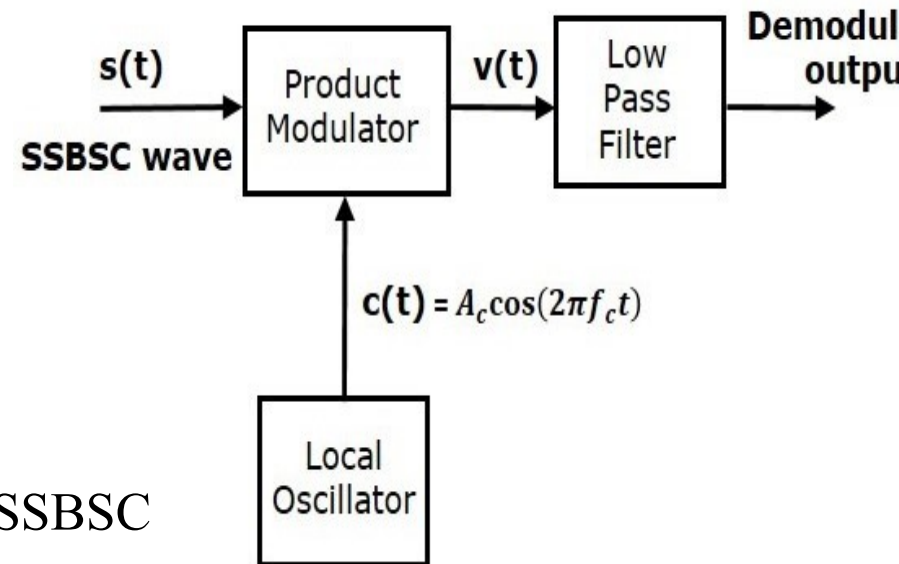 s(t)
SSBSC wave
Product
Modulator
v(t)
Low
Pass
Filter
Demodul
outpu
c(t) = A_c cos(2πf_c t)
Local
Oscillator
SSBSC